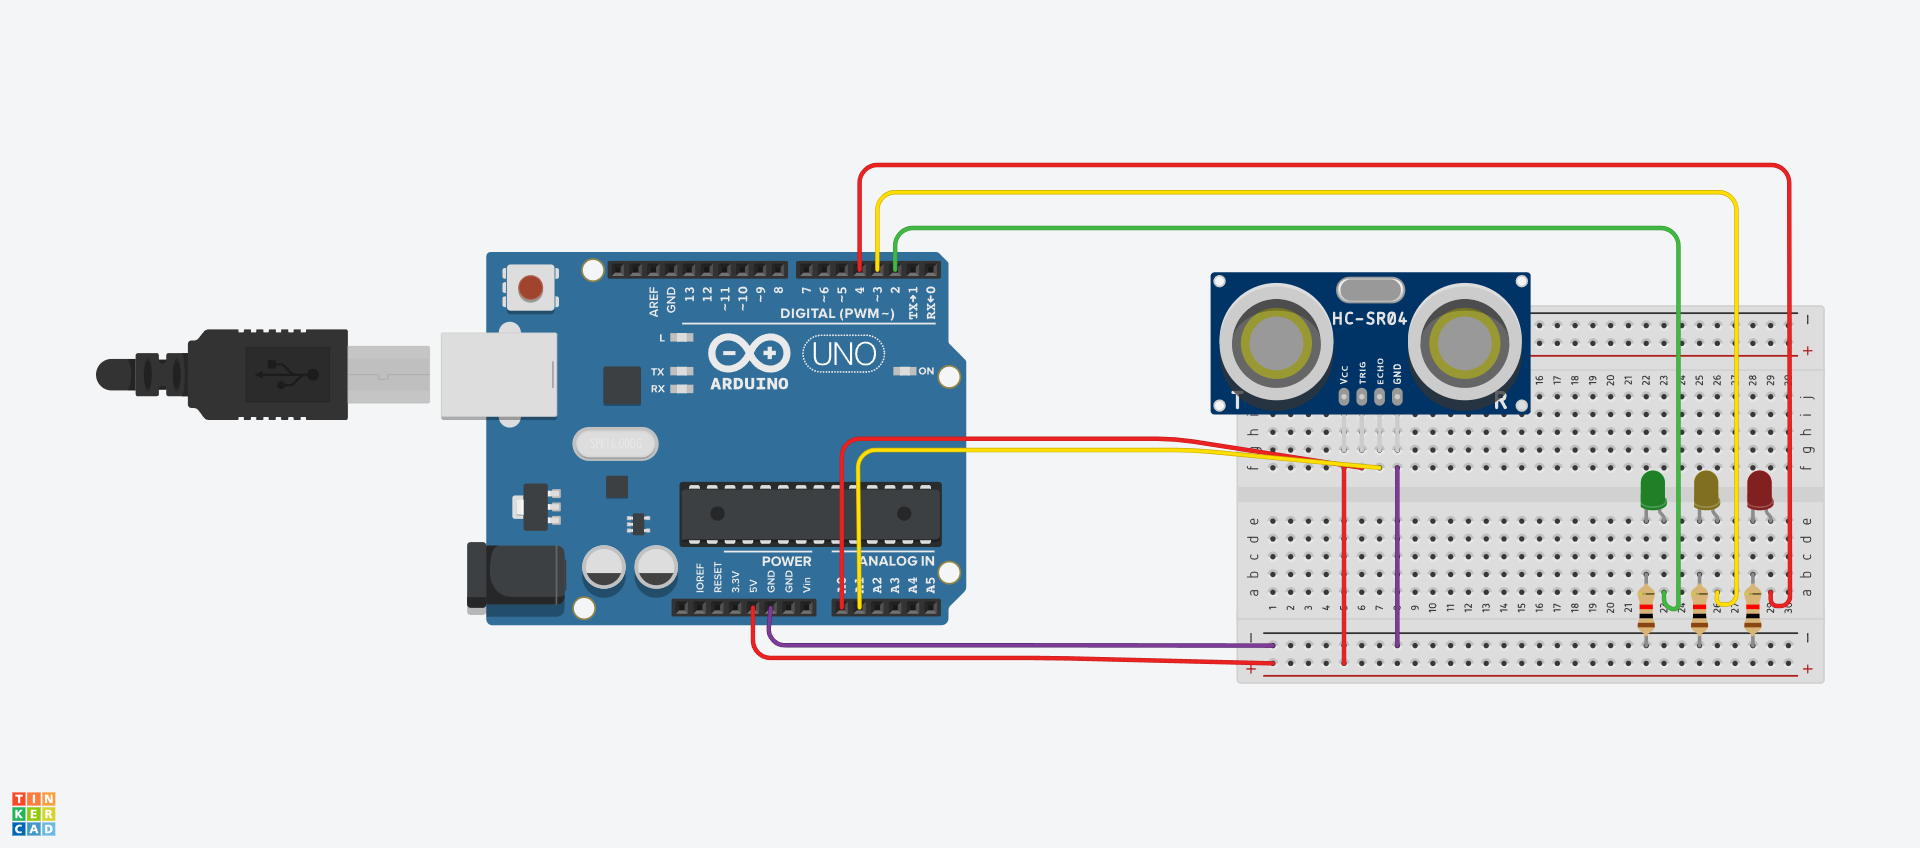 AREF
GND
13
12
~11
~10
~9
8
7
~6
~5
4
~3
2
TX→1
RX←0
DIGITAL (PWM~)
L
TX
RX
UNO
ARDUINO
ON
SPK16.000G
POWER
ANALOG IN
IOREF
RESET
3.3V
5V
GND
GND
Vin
A2
A3
A4
A5
HC-SR04
VCC
TRIG
ECHO
GND
T
R
- +
16 17 18 19 20 21 22 23 24 25 26 27 28 29 30
j
i
h h
g g
f f
e e
d d
c c
b b
a a
1 2 3 4 5 6 7 8 9 10 11 12 13 14 15 16 17 18 19 20 21 22 23 24 25 26 27 28 29 30
- -
+ +
TIN
KER
CAD